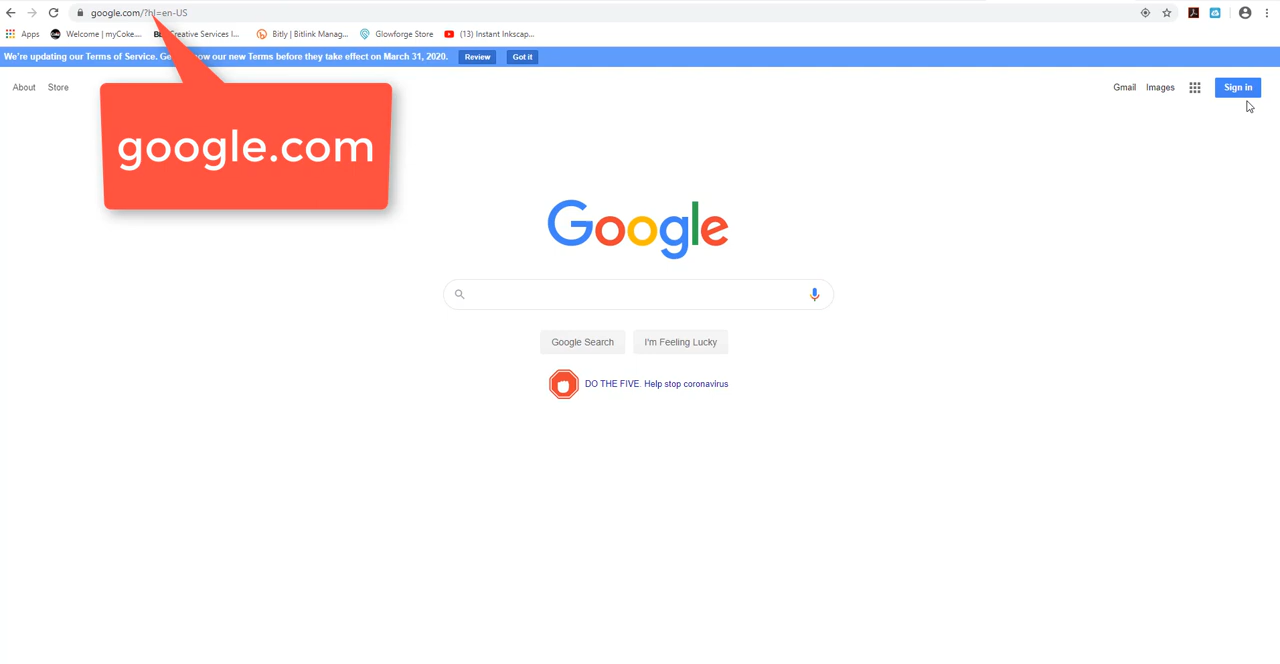 google.com/?hl=en-US
Apps Welcome | myCoke.... Creative Services I... Bitly | Bitlink Manag... Glowforge Store (13) Instant Inkscap...
We're updating our Terms of Service. our new Terms before they take effect on March 31, 2020. Review Got it
About Store Gmail Images Sign in
google.com
Google
Google Search I'm Feeling Lucky
DO THE FIVE. Help stop coronavirus